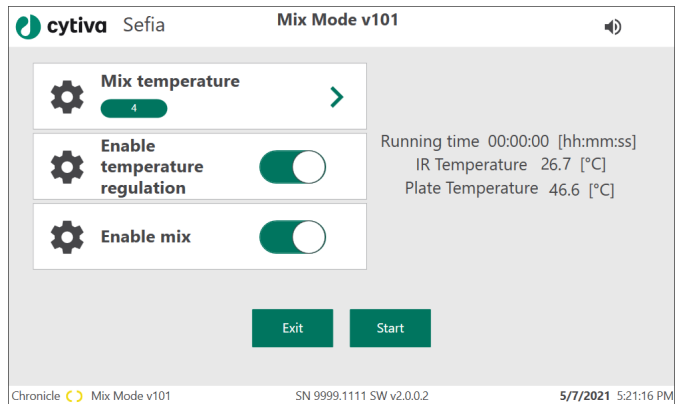 cytiva Sefia
Mix Mode v101
Mix temperature
4
Enable
temperature
regulation
Enable mix
Running time 00:00:00 [hh:mm:ss]
IR Temperature 26.7 [°C]
Plate Temperature 46.6 [°C]
Exit
Start
Chronicle Mix Mode v101
SN 9999.1111 SW v2.0.0.2
5/7/2021 5:21:16 PM